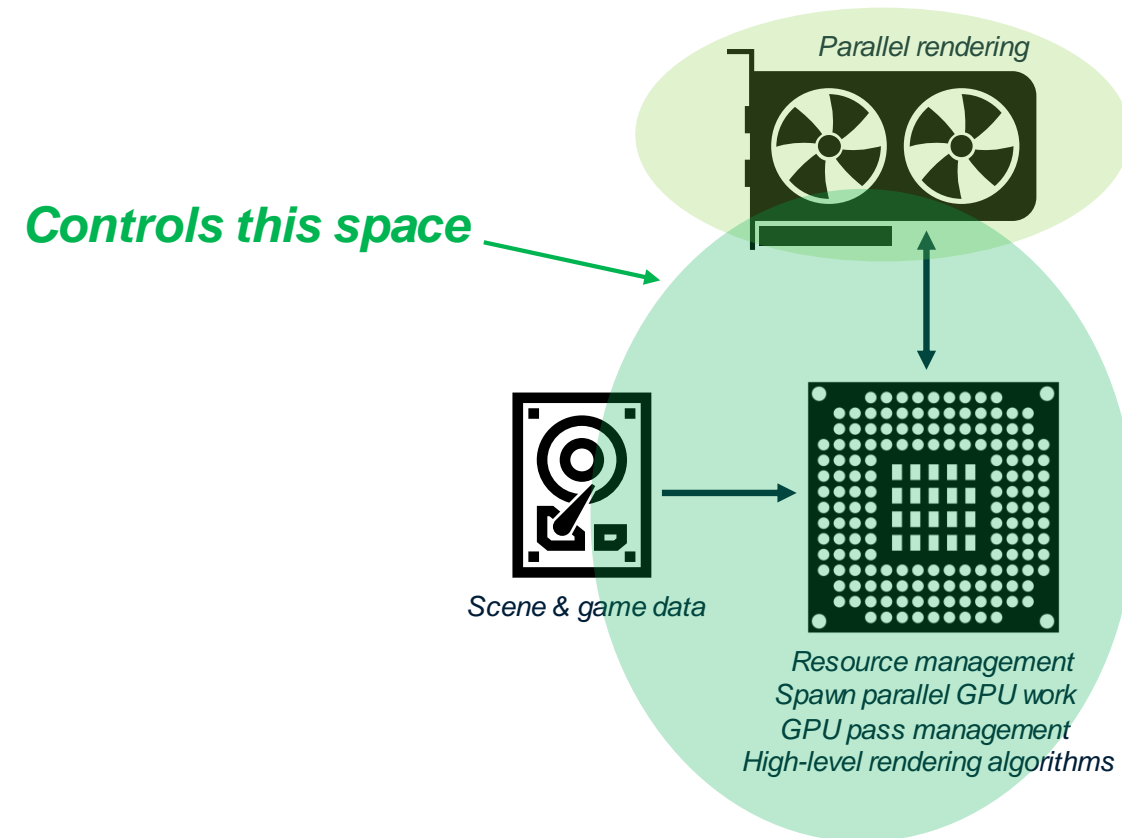 Parallel rendering
Controls this space
Scene & game data
Resource management
Spawn parallel GPU work
GPU pass management
High-level rendering algorithms